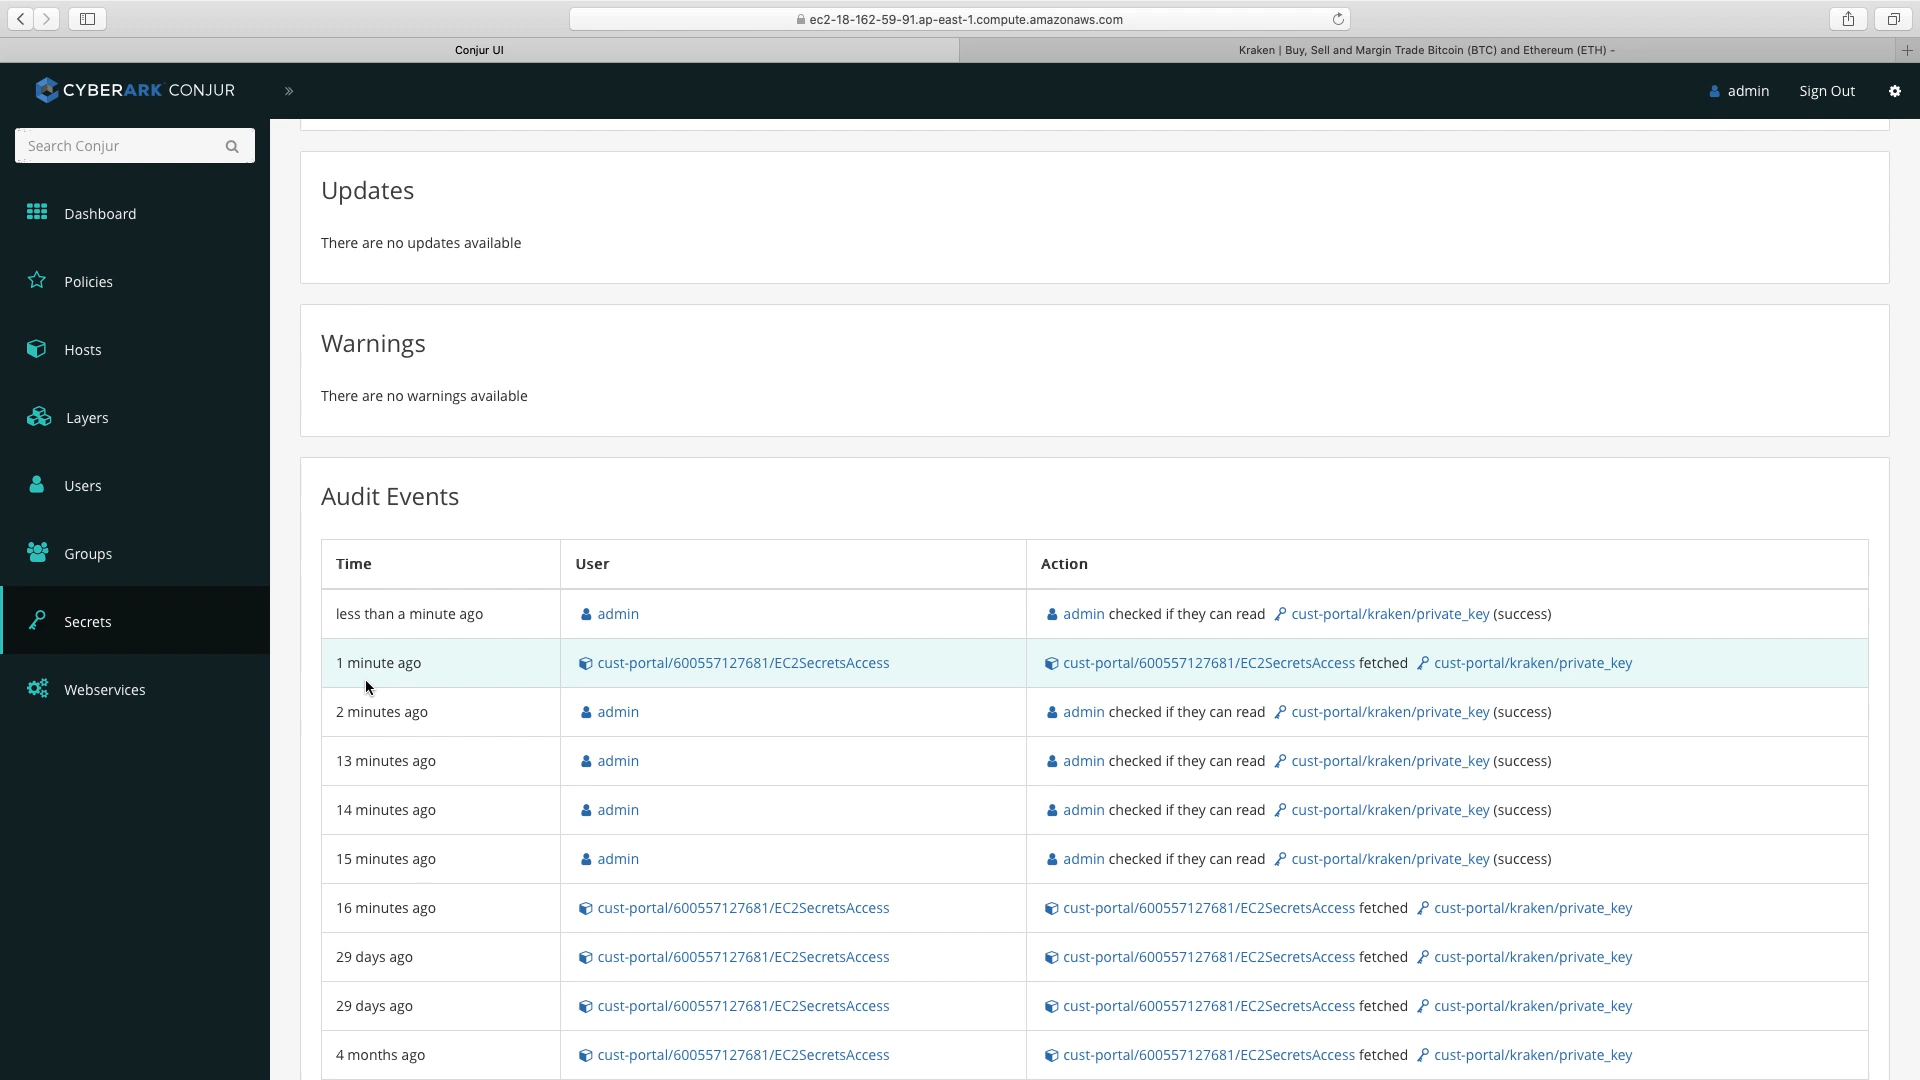 ec2-18-162-59-91.ap-east-1.compute.amazonaws.com
Conjur UI
Kraken | Buy, Sell and Margin Trade Bitcoin (BTC) and Ethereum (ETH) -
CYBERARK CONJUR
»
admin
Sign Out
Search Conjur
Dashboard
Policies
Hosts
Layers
Users
Groups
Secrets
Webservices
Updates
There are no updates available
Warnings
There are no warnings available
Audit Events
Time User Action
less than a minute ago admin admin checked if they can read cust-portal/kraken/private_key (success)
1 minute ago cust-portal/600557127681/EC2SecretsAccess cust-portal/600557127681/EC2SecretsAccess fetched cust-portal/kraken/private_key
2 minutes ago admin admin checked if they can read cust-portal/kraken/private_key (success)
13 minutes ago admin admin checked if they can read cust-portal/kraken/private_key (success)
14 minutes ago admin admin checked if they can read cust-portal/kraken/private_key (success)
15 minutes ago admin admin checked if they can read cust-portal/kraken/private_key (success)
16 minutes ago cust-portal/600557127681/EC2SecretsAccess cust-portal/600557127681/EC2SecretsAccess fetched cust-portal/kraken/private_key
29 days ago cust-portal/600557127681/EC2SecretsAccess cust-portal/600557127681/EC2SecretsAccess fetched cust-portal/kraken/private_key
29 days ago cust-portal/600557127681/EC2SecretsAccess cust-portal/600557127681/EC2SecretsAccess fetched cust-portal/kraken/private_key
4 months ago cust-portal/600557127681/EC2SecretsAccess cust-portal/600557127681/EC2SecretsAccess fetched cust-portal/kraken/private_key